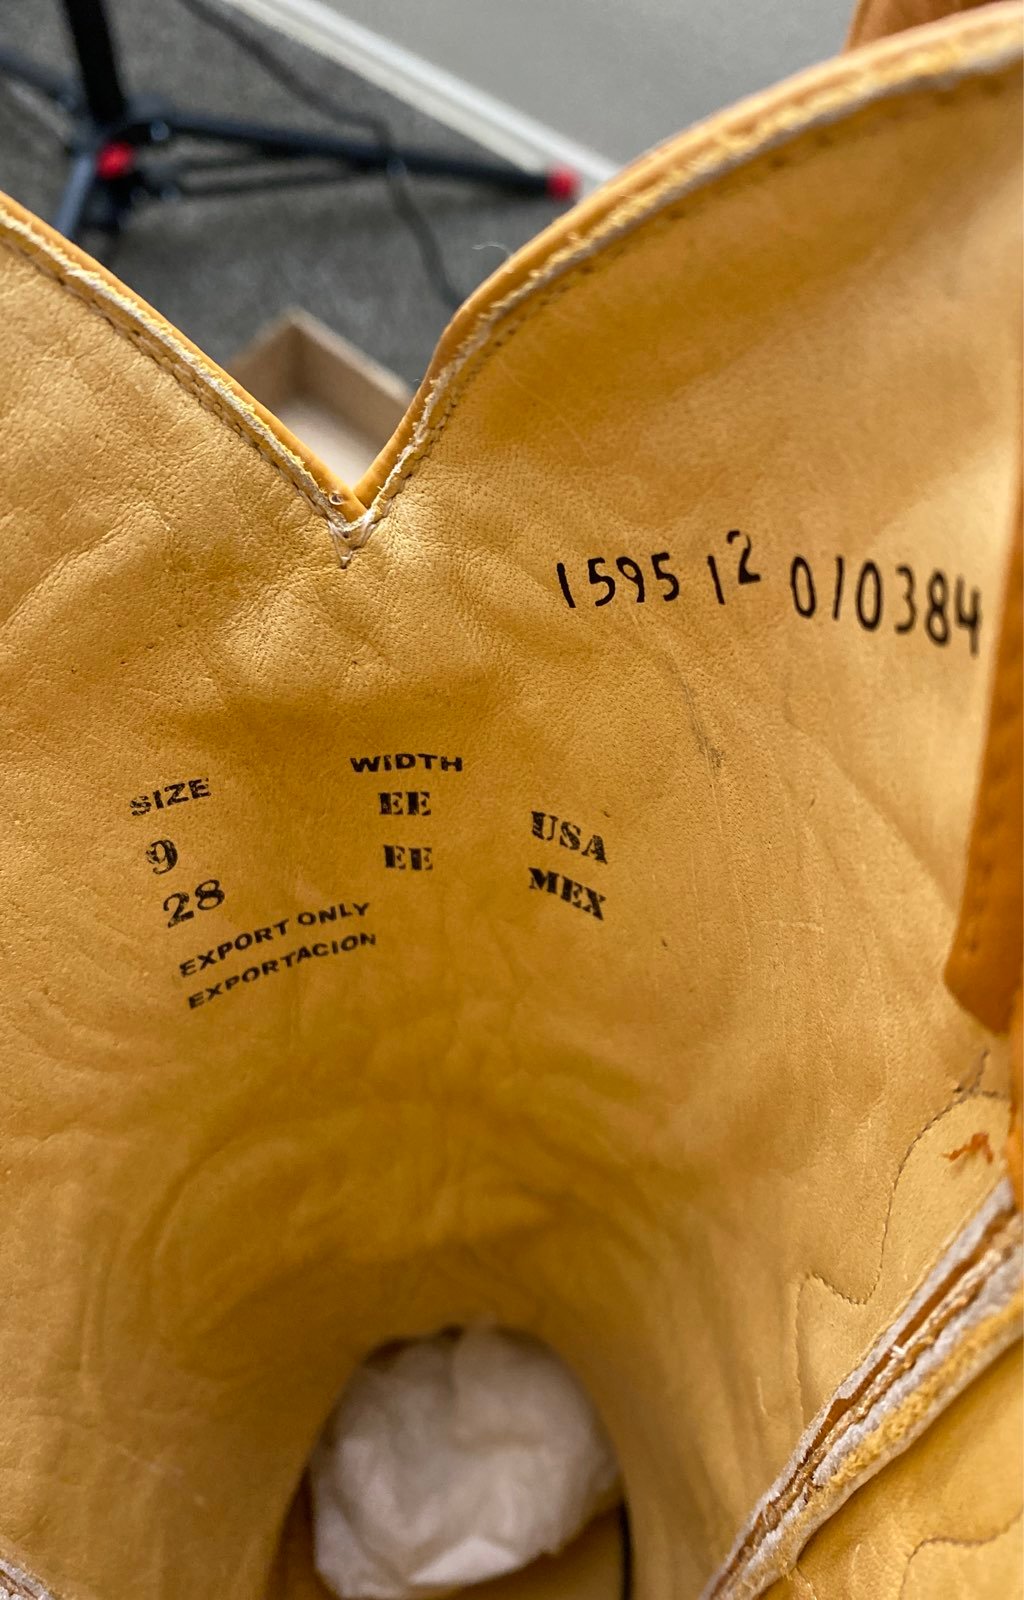 1595 12 010384
SIZE WIDTH
9 EE USA
28 EE MEX
EXPORT ONLY
EXPORTACION